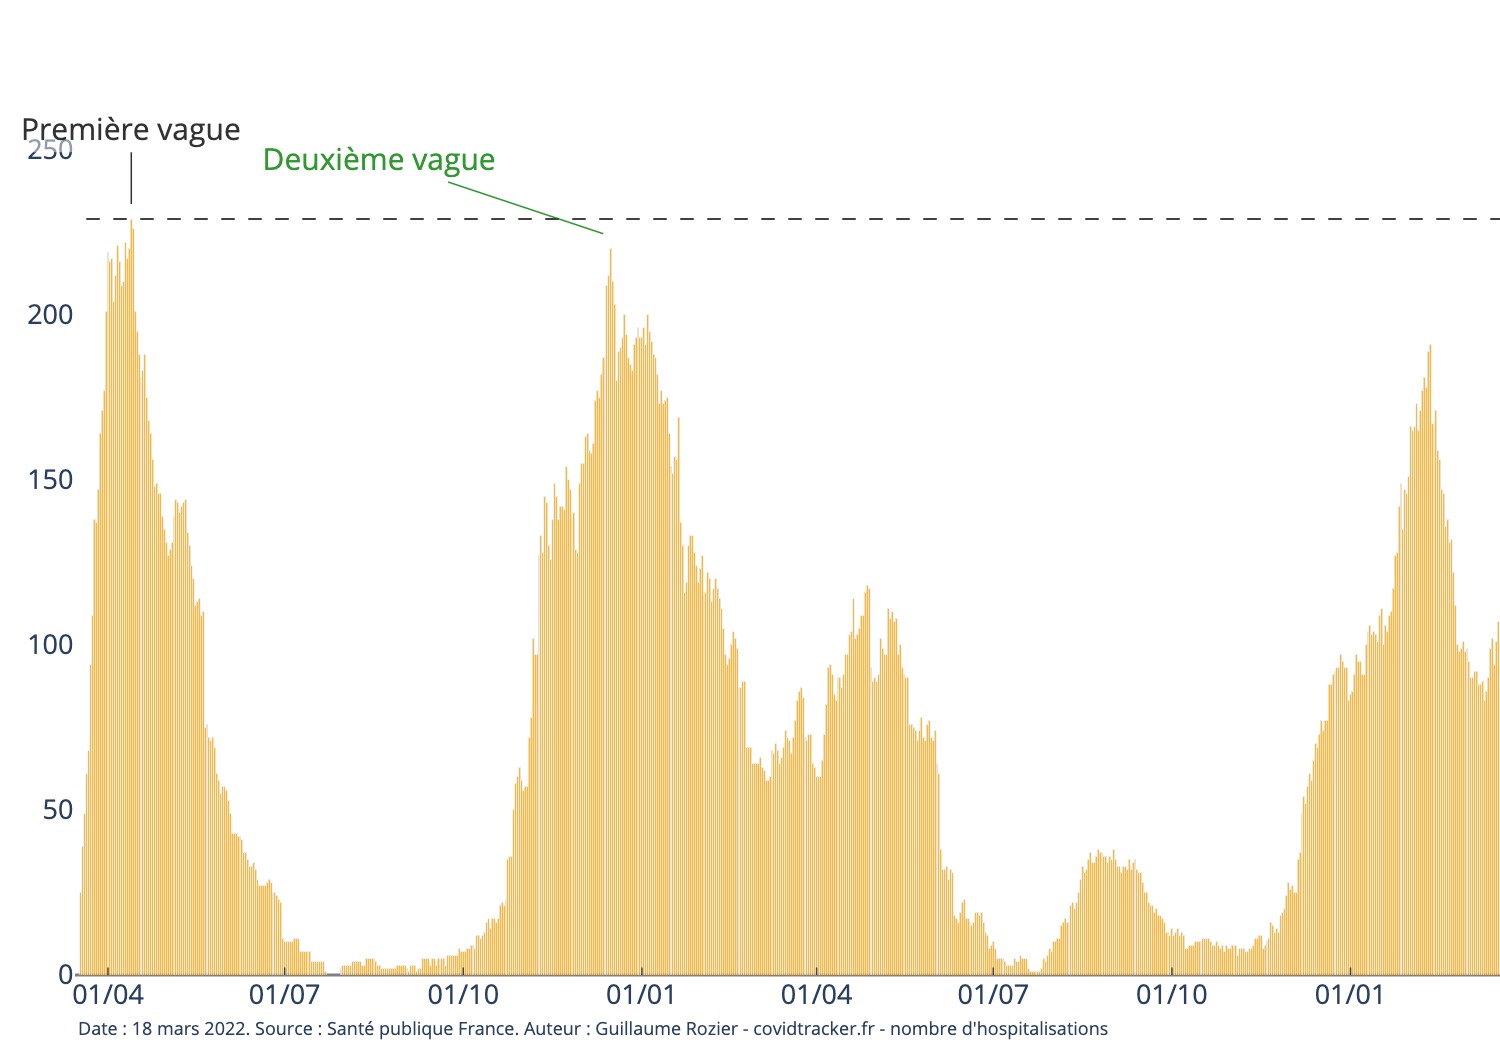 Première vague
250
Deuxième vague
200
150
100
50
0
01/04 01/07 01/10 01/01 01/04 01/07 01/10 01/01
Date : 18 mars 2022. Source : Santé publique France. Auteur : Guillaume Rozier - covidtracker.fr - nombre d'hospitalisations